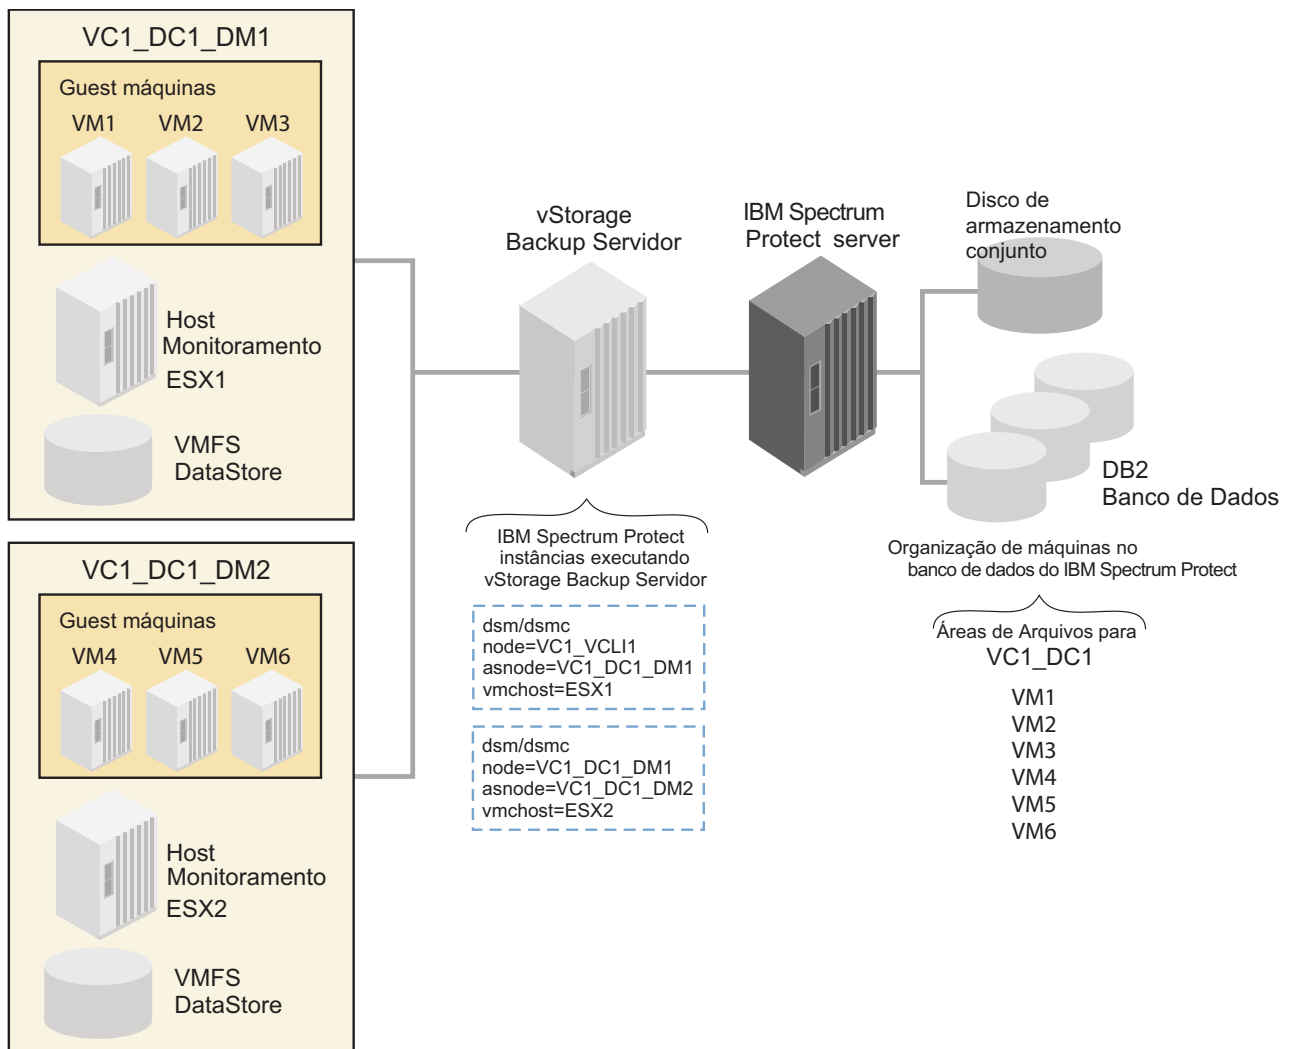 VC1_DC1_DM1
Guest máquinas
VM1 VM2 VM3
Host
Monitoramento
ESX1
VMFS
DataStore
VC1_DC1_DM2
Guest máquinas
VM4 VM5 VM6
Host
Monitoramento
ESX2
VMFS
DataStore
vStorage
Backup Servidor
IBM Spectrum Protect
instâncias executando
vStorage Backup Servidor
dsm/dsmc
node=VC1_VCLI1
asnode=VC1_DC1_DM1
vmchost=ESX1
dsm/dsmc
node=VC1_DC1_DM1
asnode=VC1_DC1_DM2
vmchost=ESX2
IBM Spectrum
Protect server
Disco de
armazenamento
conjunto
DB2
Banco de Dados
Organização de máquinas no
banco de dados do IBM Spectrum Protect
Áreas de Arquivos para
VC1_DC1
VM1
VM2
VM3
VM4
VM5
VM6